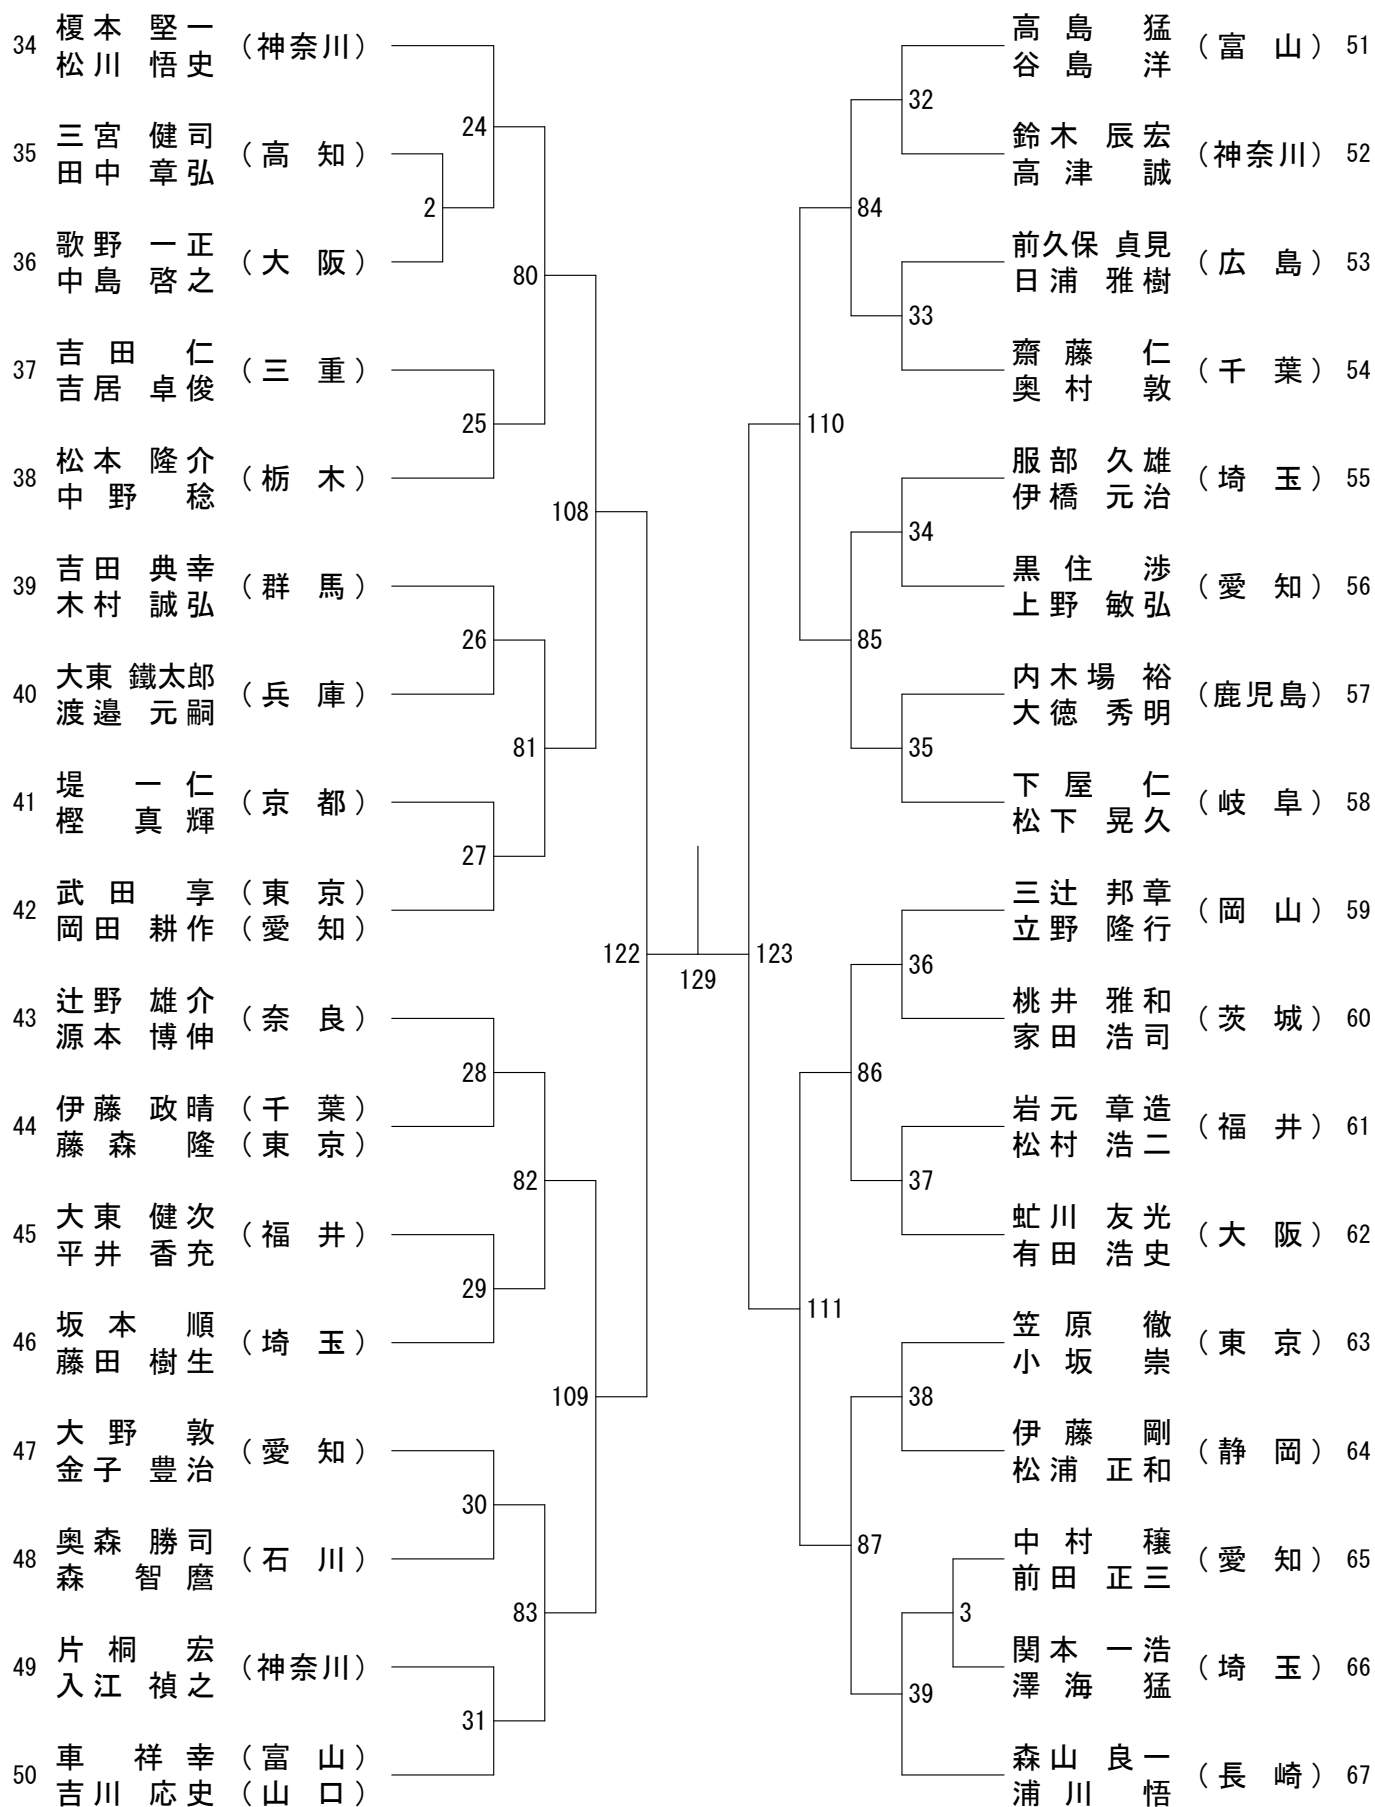 34 榎本 堅一 松川 悟史 (神奈川)
35 三宮 健司 田中 章弘 (高 知)
36 歌野 一正 中島 啓之 (大 阪)
37 吉田 仁 吉居 卓俊 (三 重)
38 松本 隆介 中野 稔 (栃 木)
39 吉田 典幸 木村 誠弘 (群 馬)
40 大東 鐵太郎 渡邉 元嗣 (兵 庫)
41 堤 一仁 樫 真輝 (京 都)
42 武田 享 (東 京) 岡田 耕作 (愛 知)
43 辻野 雄介 源本 博伸 (奈 良)
44 伊藤 政晴 (千 葉) 藤森 隆 (東 京)
45 大東 健次 平井 香充 (福 井)
46 坂本 順 藤田 樹生 (埼 玉)
47 大野 敦 金子 豊治 (愛 知)
48 奥森 勝司 森 智麿 (石 川)
49 片桐 宏 入江 禎之 (神奈川)
50 車 祥幸 (富 山) 吉川 応史 (山 口)
2
24
25
26
27
28
29
30
31
80
81
82
83
108
109
122
129
123
110
111
84
85
86
87
32
33
34
35
36
37
38
39
3
高島 猛 谷島 洋 (富 山) 51
鈴木 辰宏 高津 誠 (神奈川) 52
前久保 貞見 日浦 雅樹 (広 島) 53
齋藤 仁 奥村 敦 (千 葉) 54
服部 久雄 伊橋 元治 (埼 玉) 55
黒住 渉 上野 敏弘 (愛 知) 56
内木場 裕 大徳 秀明 (鹿児島) 57
下屋 仁 松下 晃久 (岐 阜) 58
三辻 邦章 立野 隆行 (岡 山) 59
桃井 雅和 家田 浩司 (茨 城) 60
岩元 章造 松村 浩二 (福 井) 61
虻川 友光 有田 浩史 (大 阪) 62
笠原 徹 小坂 崇 (東 京) 63
伊藤 剛 松浦 正和 (静 岡) 64
中村 穣 前田 正三 (愛 知) 65
関本 一浩 澤海 猛 (埼 玉) 66
森山 良一 浦川 悟 (長 崎) 67